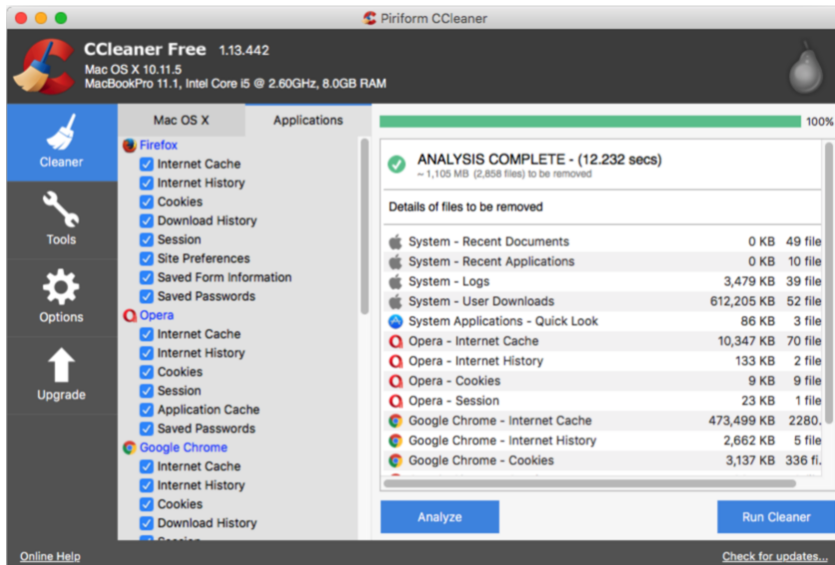 Piriform CCleaner
CCleaner Free 1.13.442
Mac OS X 10.11.5
MacBookPro 11.1, Intel Core i5 @ 2.60GHz, 8.0GB RAM
Cleaner
Tools
Options
Upgrade
Mac OS X Applications
Firefox
Internet Cache
Internet History
Cookies
Download History
Session
Site Preferences
Saved Form Information
Saved Passwords
Opera
Internet Cache
Internet History
Cookies
Session
Application Cache
Saved Passwords
Google Chrome
Internet Cache
Internet History
Cookies
Download History
100%
ANALYSIS COMPLETE - (12.232 secs)
~ 1,105 MB (2,858 files) to be removed
Details of files to be removed
System - Recent Documents 0 KB 49 file
System - Recent Applications 0 KB 10 file
System - Logs 3,479 KB 39 file
System - User Downloads 612,205 KB 52 file
System Applications - Quick Look 86 KB 3 file
Opera - Internet Cache 10,347 KB 70 file
Opera - Internet History 133 KB 2 file
Opera - Cookies 9 KB 9 file
Opera - Session 23 KB 1 file
Google Chrome - Internet Cache 473,499 KB 2280.
Google Chrome - Internet History 2,662 KB 5 file
Google Chrome - Cookies 3,137 KB 336 fi.
Analyze
Run Cleaner
Online Help
Check for updates...